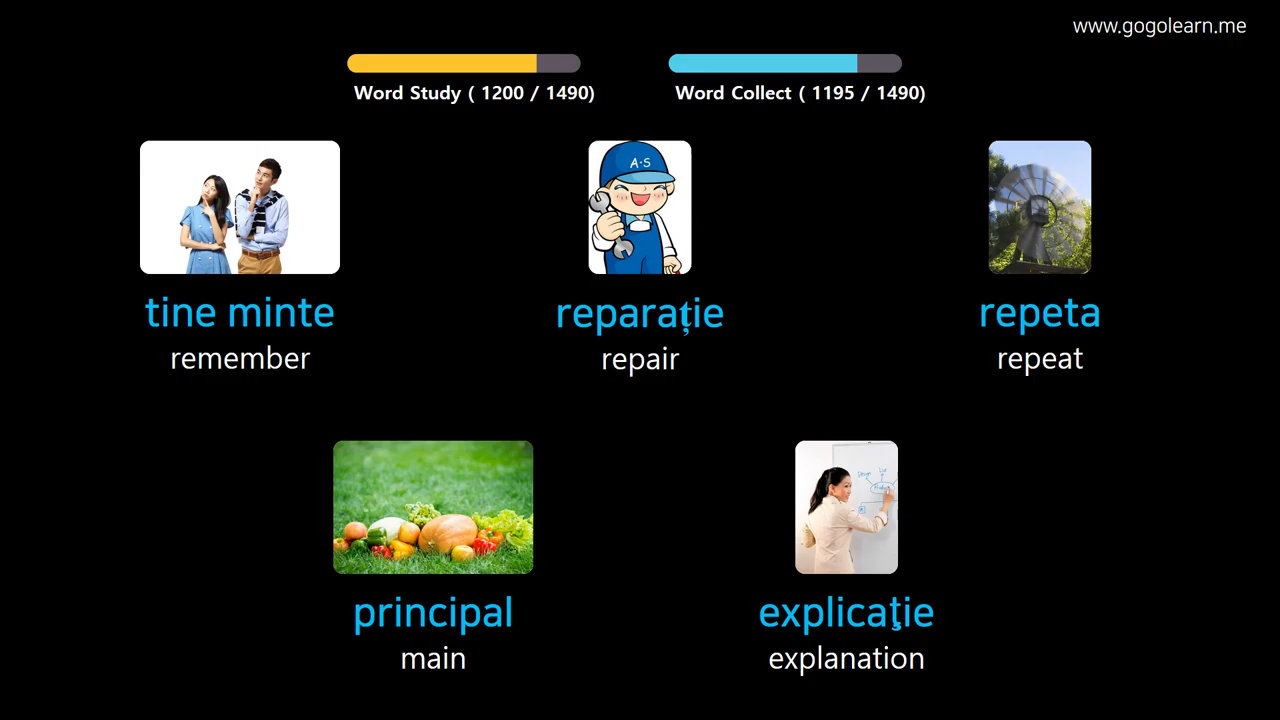 www.gogolearn.me
Word Study ( 1200 / 1490)
Word Collect ( 1195 / 1490)
A·S
tine minte
remember
reparație
repair
repeta
repeat
principal
main
explicaţie
explanation